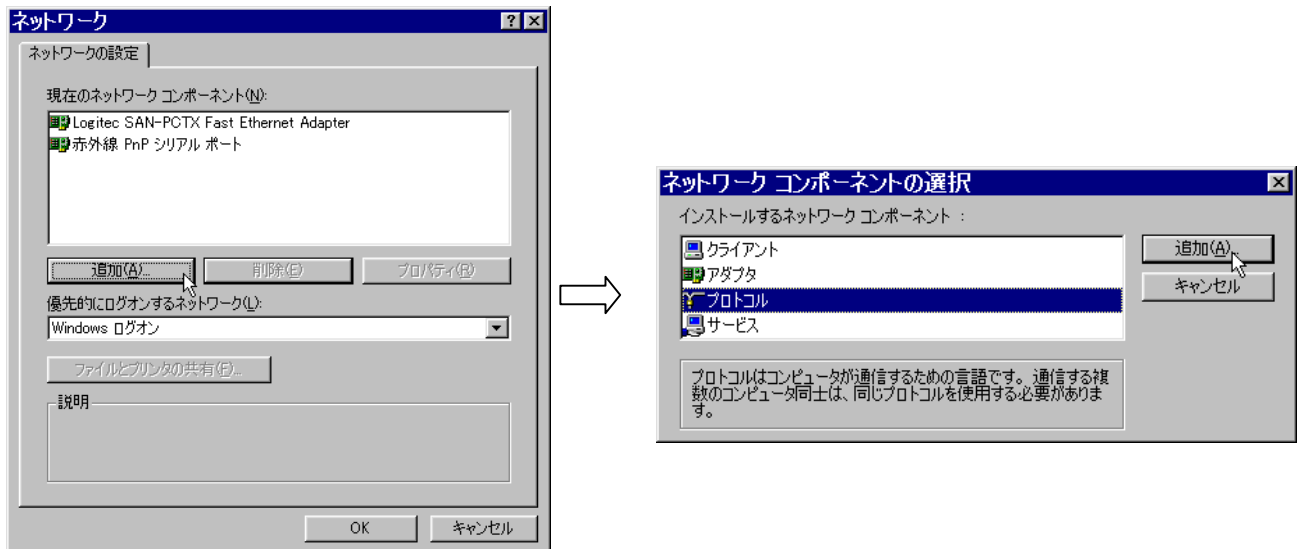 ネットワーク
ネットワークの設定
現在のネットワーク コンポーネント(N):
Logitec SAN-PCTX Fast Ethernet Adapter
赤外線 PnP シリアル ポート
追加(A)...
削除(E)
プロパティ(R)
優先的にログオンするネットワーク(L):
Windows ログオン
ファイルとプリンタの共有(F)...
説明
OK
キャンセル
ネットワーク コンポーネントの選択
インストールするネットワーク コンポーネント :
クライアント
アダプタ
プロトコル
サービス
追加(A)...
キャンセル
プロトコルはコンピュータが通信するための言語です。通信する複
数のコンピュータ同士は、同じプロトコルを使用する必要がありま
す。